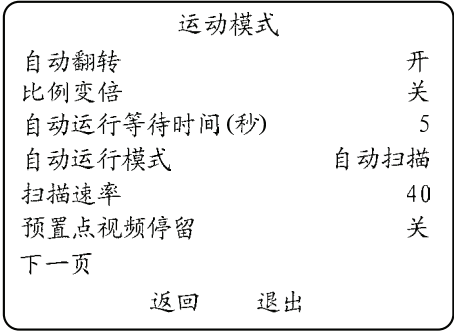 运动模式
自动翻转 开
比例变倍 关
自动运行等待时间(秒) 5
自动运行模式 自动扫描
扫描速率 40
预置点视频停留 关
下一页
返回 退出